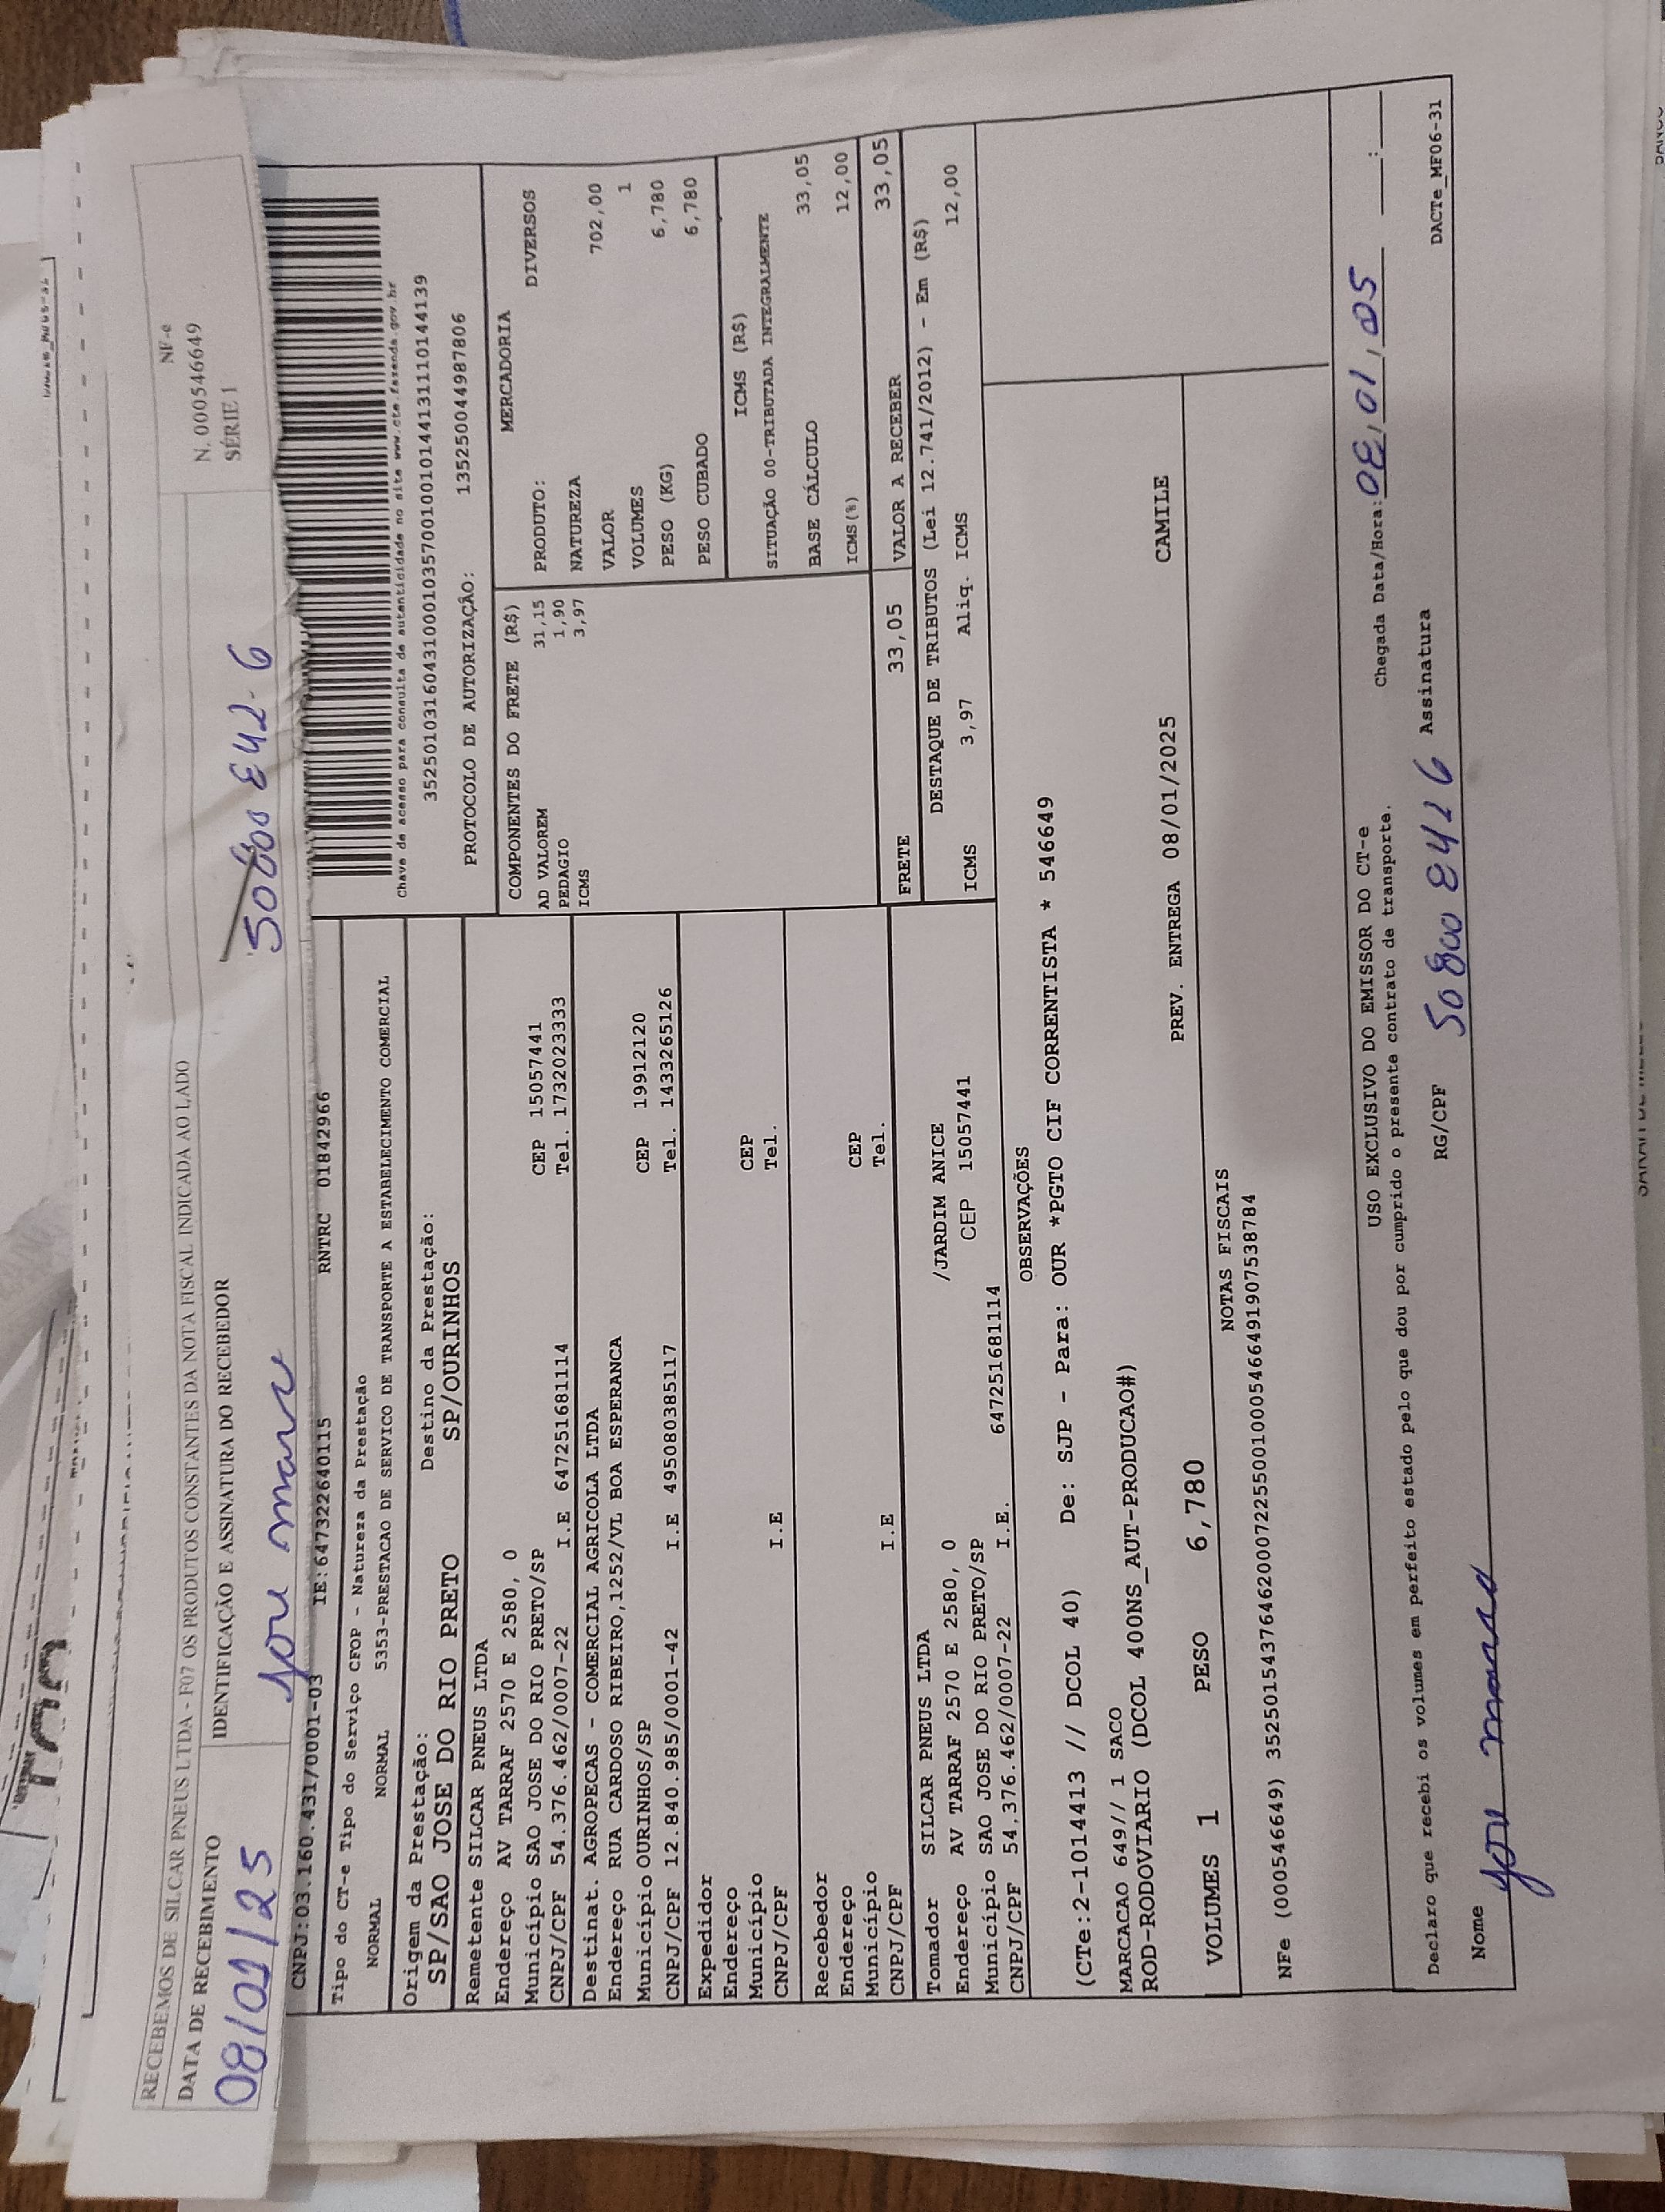 RECEBEMOS DE SILCAR PNEUS LTDA - F07 OS PRODUTOS CONSTANTES DA NOTA FISCAL INDICADA AO LADO
DATA DE RECEBIMENTO
IDENTIFICAÇÃO E ASSINATURA DO RECEBEDOR
08/01/25
NF-e
N. 000546649
SÉRIE 1
CNPJ:03.160.431/0001-03 IE:647322640115 RNTRC 01842966
Tipo do CT-e Tipo do Serviço CFOP - Natureza da Prestação
NORMAL NORMAL 5353-PRESTACAO DE SERVICO DE TRANSPORTE A ESTABELECIMENTO COMERCIAL
Origem da Prestação: Destino da Prestação:
SP/SAO JOSE DO RIO PRETO SP/OURINHOS
Chave de acesso para consulta de autenticidade no site www.cte.fazenda.gov.br
35250103160431000103570010010144131110144139
PROTOCOLO DE AUTORIZAÇÃO: 135250044987806
Remetente SILCAR PNEUS LTDA
Endereço AV TARRAF 2570 E 2580, 0
CEP 15057441
Município SAO JOSE DO RIO PRETO/SP
Tel. 1732023333
CNPJ/CPF 54.376.462/0007-22 I.E 647251681114
Destinat. AGROPECAS - COMERCIAL AGRICOLA LTDA
Endereço RUA CARDOSO RIBEIRO,1252/VL BOA ESPERANCA
CEP 19912120
Município OURINHOS/SP
Tel. 1433265126
CNPJ/CPF 12.840.985/0001-42 I.E 495080385117
Expedidor
Endereço
Município CEP
CNPJ/CPF I.E Tel.
Recebedor
Endereço
Município CEP
CNPJ/CPF I.E Tel.
Tomador SILCAR PNEUS LTDA
Endereço AV TARRAF 2570 E 2580, 0 /JARDIM ANICE
Município SAO JOSE DO RIO PRETO/SP CEP 15057441
CNPJ/CPF 54,376.462/0007-22 I.E. 647251681114
COMPONENTES DO FRETE (R$)
AD VALOREM 31,15
PEDAGIO 1,90
ICMS 3,97
MERCADORIA
PRODUTO: DIVERSOS
NATUREZA
VALOR 702,00
VOLUMES 1
PESO (KG) 6,780
PESO CUBADO 6,780
ICMS (R$)
SITUAÇÃO 00-TRIBUTADA INTEGRALMENTE
BASE CÁLCULO 33,05
ICMS(%) 12,00
FRETE 33,05 VALOR A RECEBER 33,05
DESTAQUE DE TRIBUTOS (Lei 12.741/2012) - Em (R$)
ICMS 3,97 Aliq. ICMS 12,00
OBSERVAÇÕES
(CTe:2-1014413 // DCOL 40) De: SJP - Para: OUR *PGTO CIF CORRENTISTA * 546649
MARCACAO 649// 1 SACO
ROD-RODOVIARIO (DCOL 400NS_AUT-PRODUCAO#)
PREV. ENTREGA 08/01/2025 CAMILE
VOLUMES 1 PESO 6,780
NOTAS FISCAIS
NFe (000546649) 35250154376462000722550010005466491907538784
USO EXCLUSIVO DO EMISSOR DO CT-e
Chegada Data/Hora:
Declaro que recebi os volumes em perfeito estado pelo que dou por cumprido o presente contrato de transporte.
Nome RG/CPF Assinatura
DACTe_MF06-31